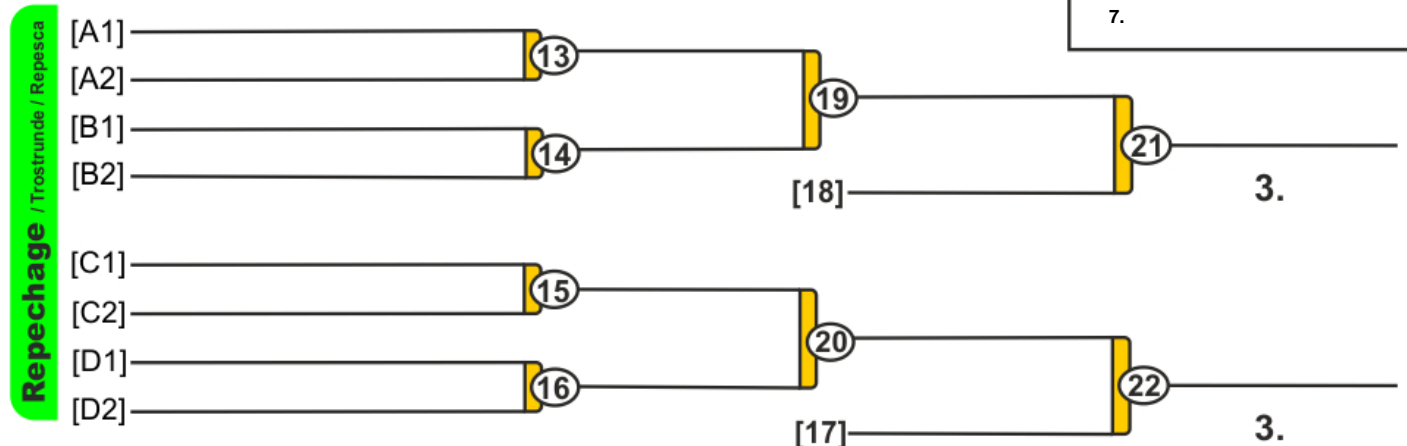 Repechage / Trostrunde / Repesca
7.
[A1]
13
[A2]
19
[B1]
14
21
[B2]
[18]
3.
[C1]
15
[C2]
20
[D1]
16
22
[D2]
[17]
3.